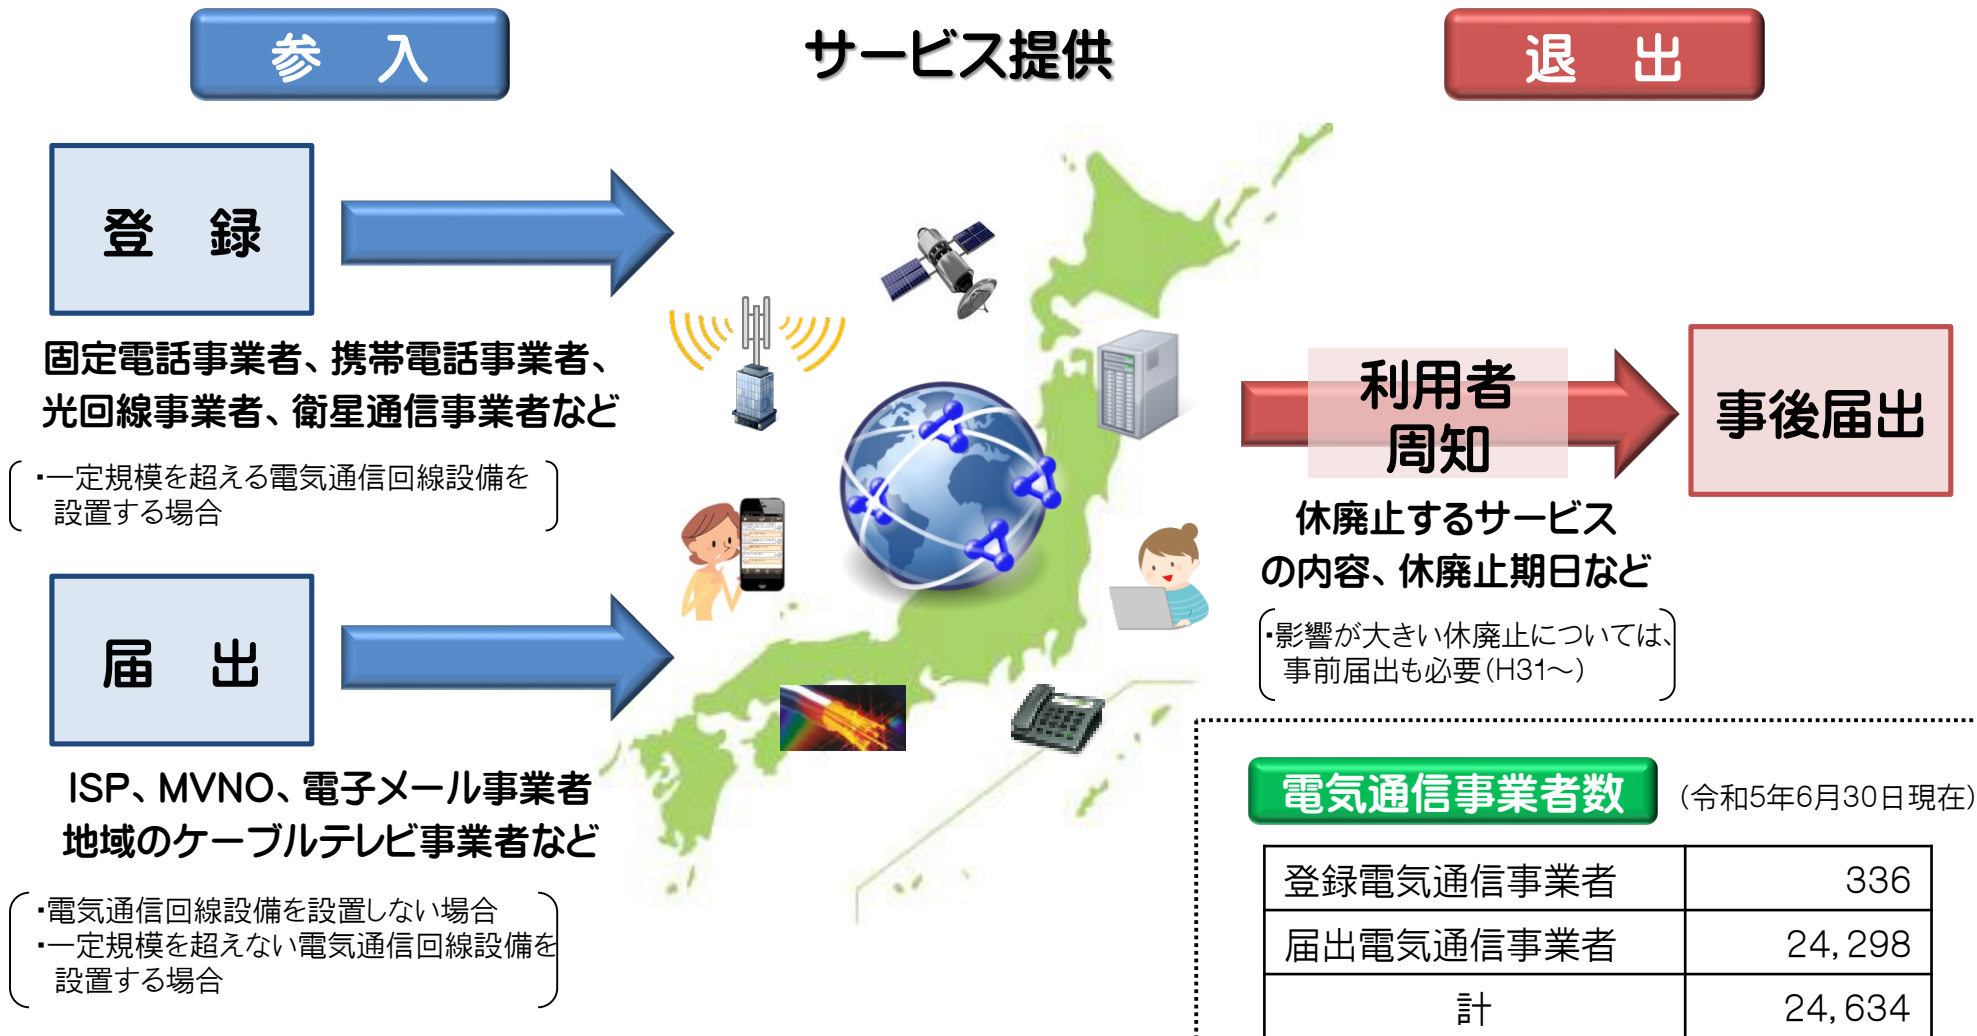 参　入
サービス提供
退　出
登　録
固定電話事業者、携帯電話事業者、
光回線事業者、衛星通信事業者など
・一定規模を超える電気通信回線設備を
設置する場合
届　出
ISP、MVNO、電子メール事業者
地域のケーブルテレビ事業者など
・電気通信回線設備を設置しない場合
・一定規模を超えない電気通信回線設備を
設置する場合
利用者
周知
事後届出
休廃止するサービス
の内容、休廃止期日など
・影響が大きい休廃止については、
事前届出も必要(H31～)
電気通信事業者数 (令和5年6月30日現在)
登録電気通信事業者 336
届出電気通信事業者 24,298
計 24,634